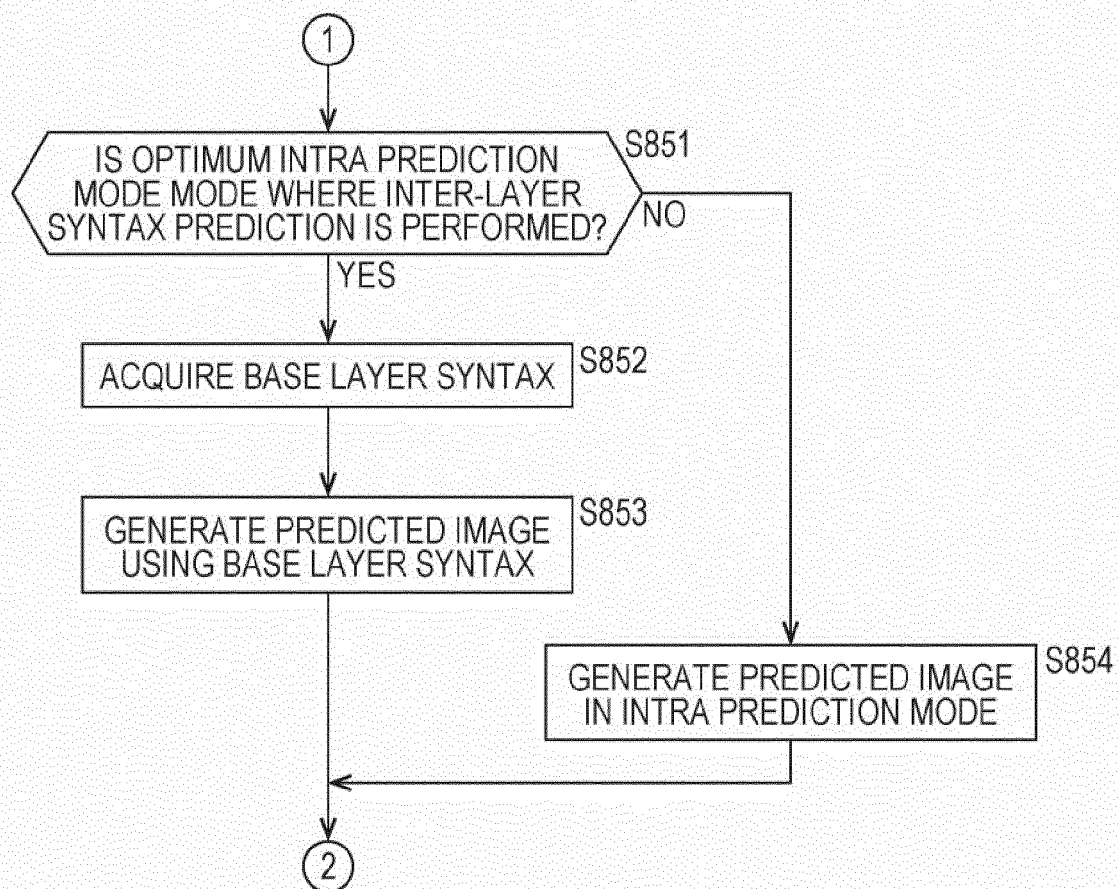 1
IS OPTIMUM INTRA PREDICTION
MODE MODE WHERE INTER-LAYER
SYNTAX PREDICTION IS PERFORMED?
S851
NO
YES
ACQUIRE BASE LAYER SYNTAX
S852
GENERATE PREDICTED IMAGE
USING BASE LAYER SYNTAX
S853
GENERATE PREDICTED IMAGE
IN INTRA PREDICTION MODE
S854
2